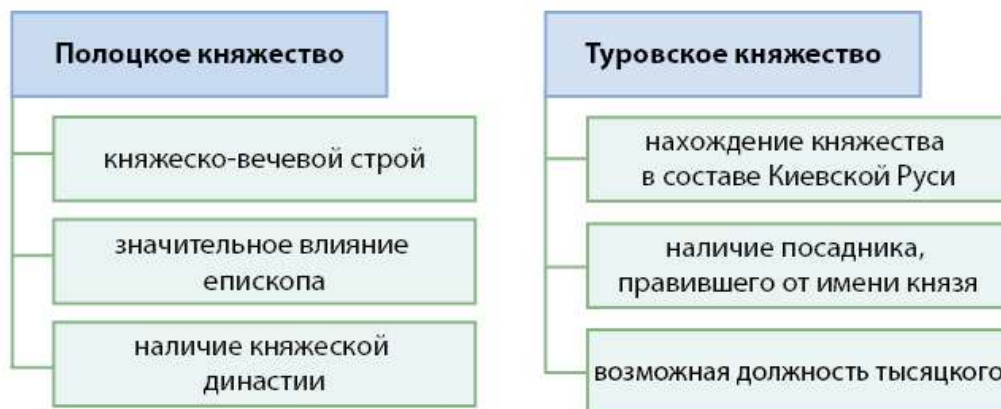 Полоцкое княжество
княжеско-вечевой строй
значительное влияние
епископа
наличие княжеской
династии
Туровское княжество
нахождение княжества
в составе Киевской Руси
наличие посадника,
правившего от имени князя
возможная должность тысяцкого